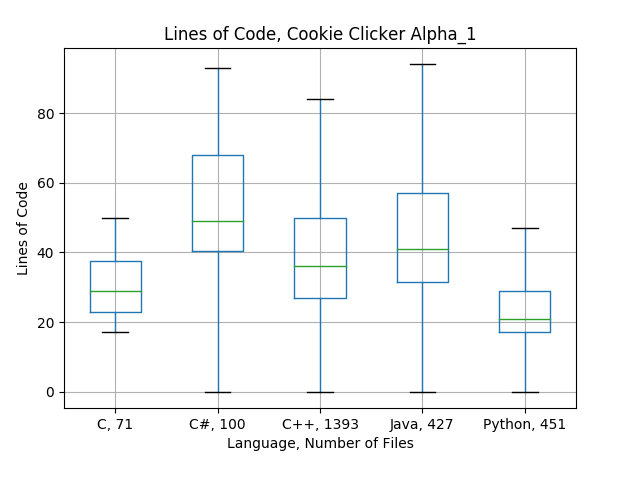 Lines of Code, Cookie Clicker Alpha_1
Lines of Code
80
60
40
20
0
C, 71
C#, 100
C++, 1393
Java, 427
Python, 451
Language, Number of Files